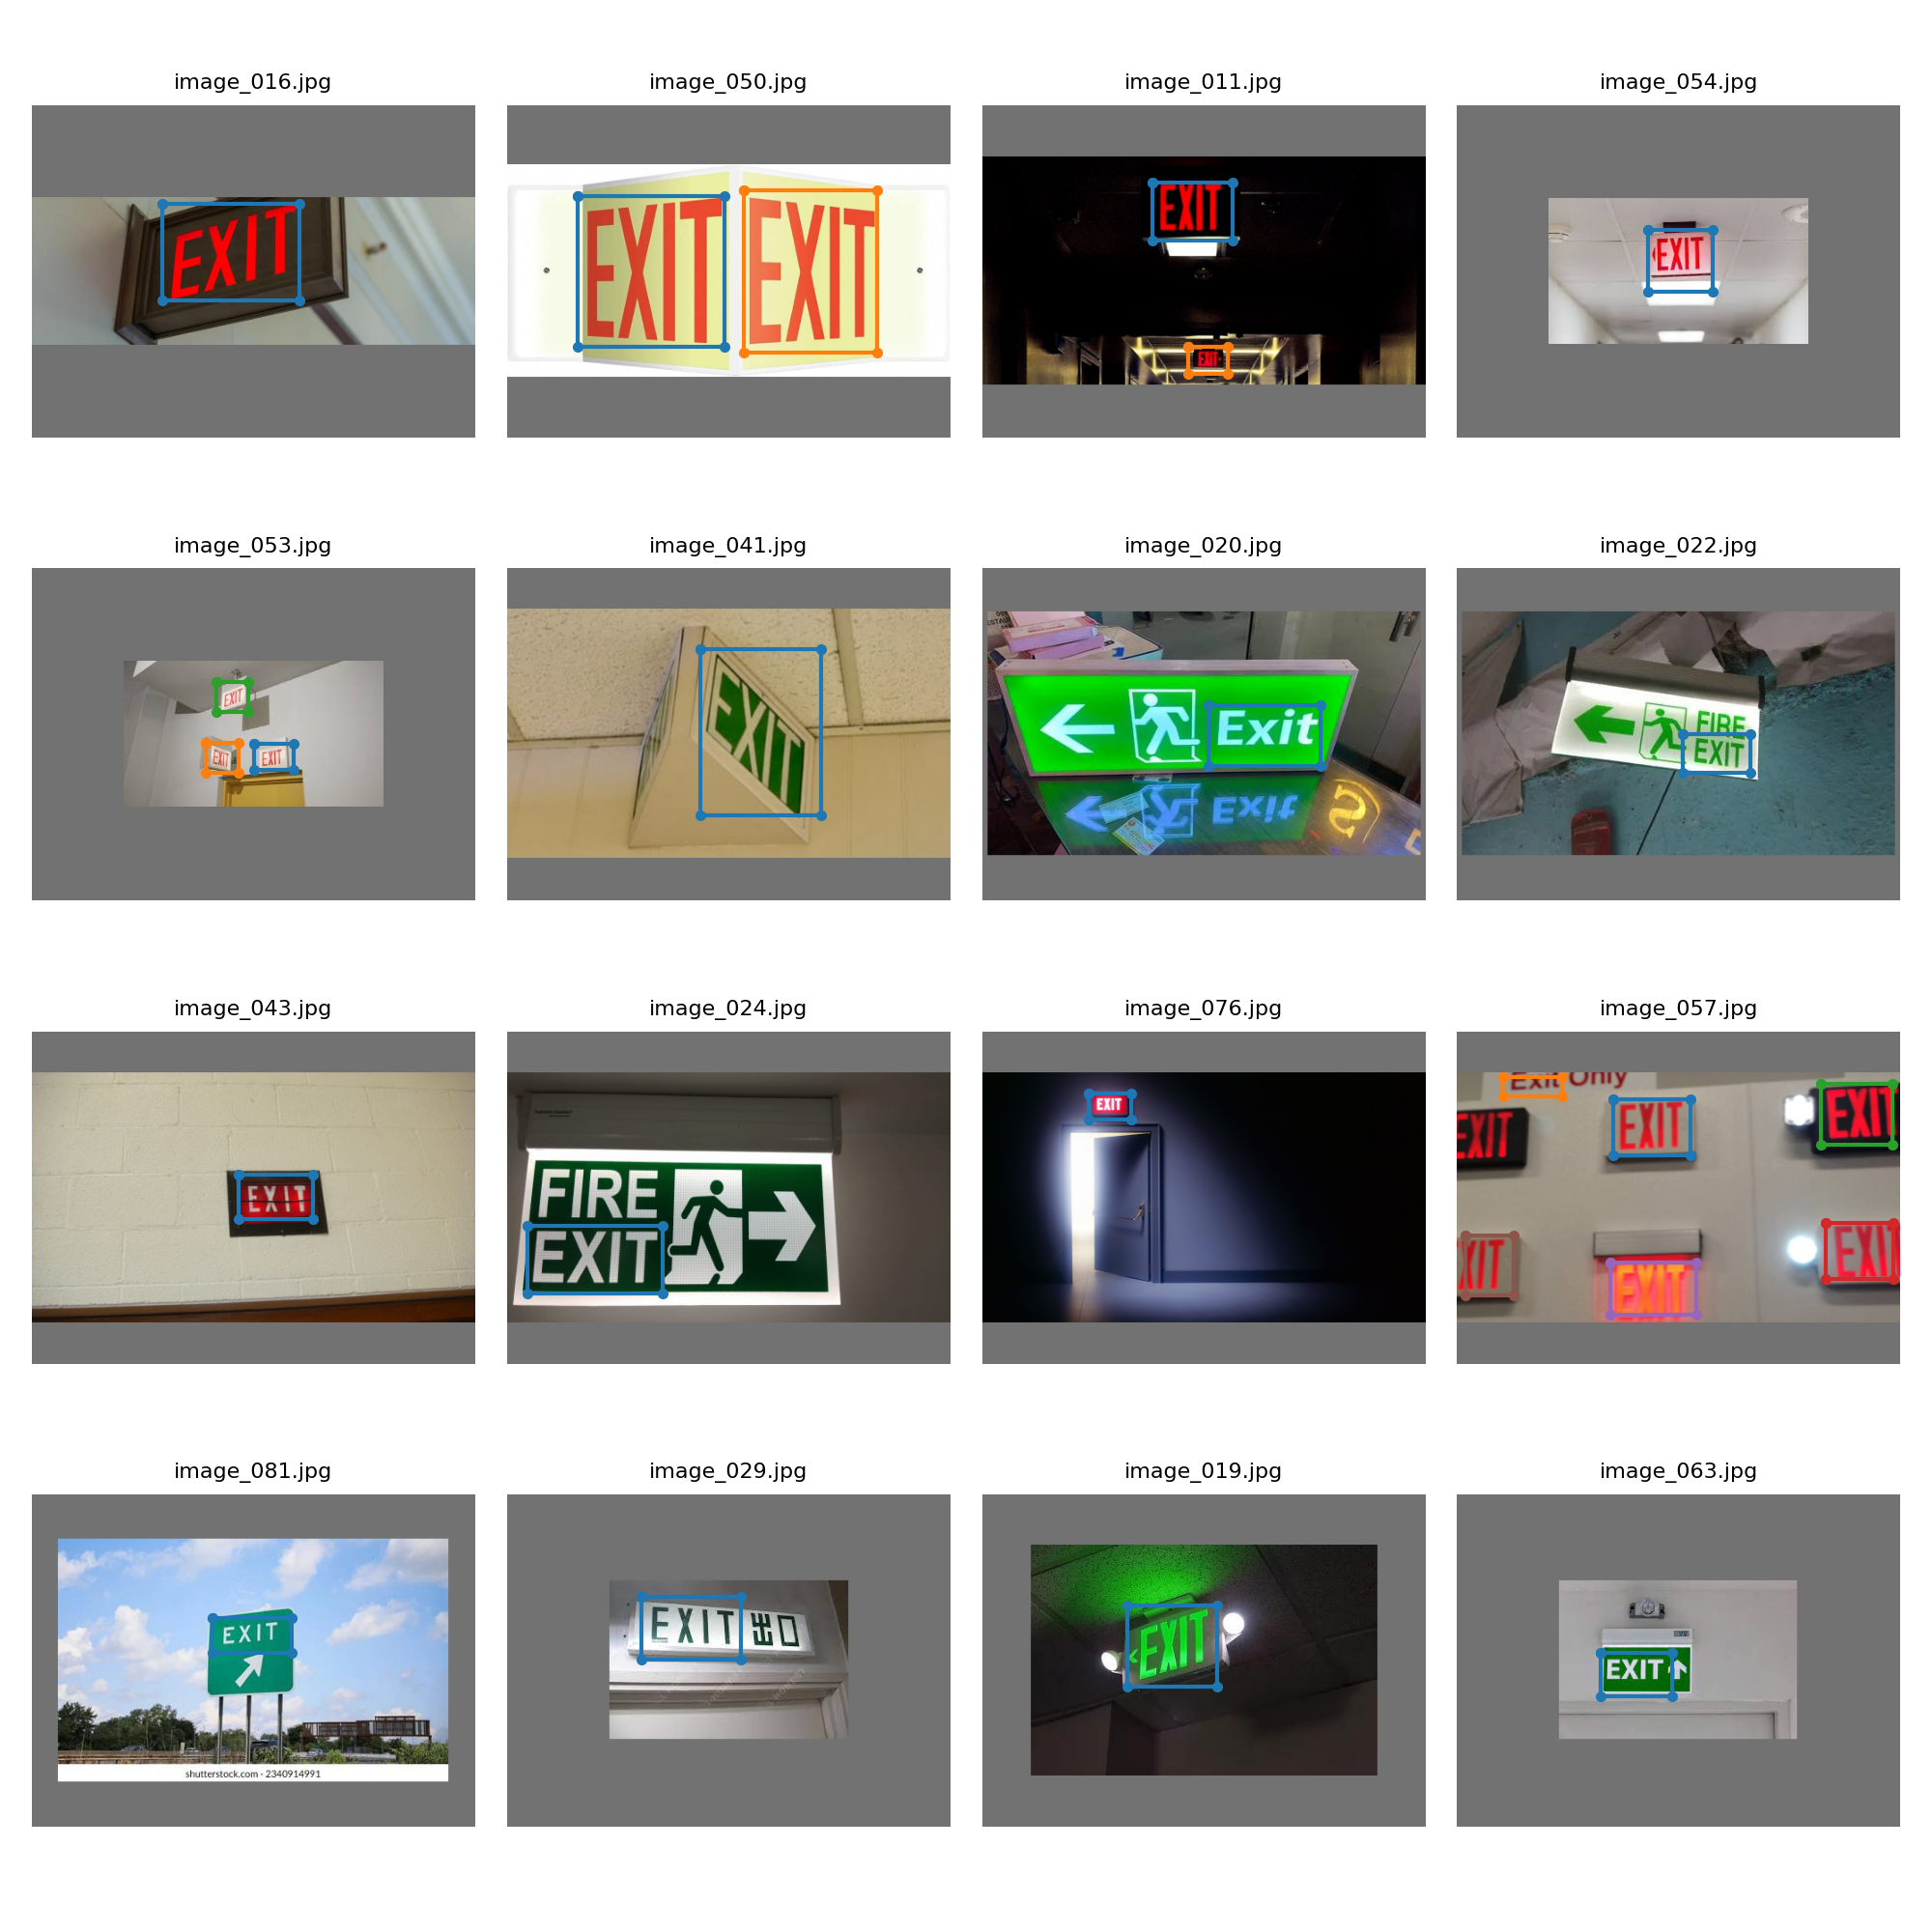 image_016.jpg
image_050.jpg
image_011.jpg
image_054.jpg
EXIT
EXIT
EXIT
EXIT
EXIT
EXIT
image_053.jpg
image_041.jpg
image_020.jpg
image_022.jpg
EXIT
EXIT
EXIT
EXIT
Exit
Exit
FIRE
EXIT
image_043.jpg
image_024.jpg
image_076.jpg
image_057.jpg
EXIT
FIRE
EXIT
EXIT
Exit Only
EXIT
EXIT
EXIT
EXIT
EXIT
EXIT
image_081.jpg
image_029.jpg
image_019.jpg
image_063.jpg
EXIT
shutterstock.com · 2340914991
EXIT 出口
EXIT
EXIT